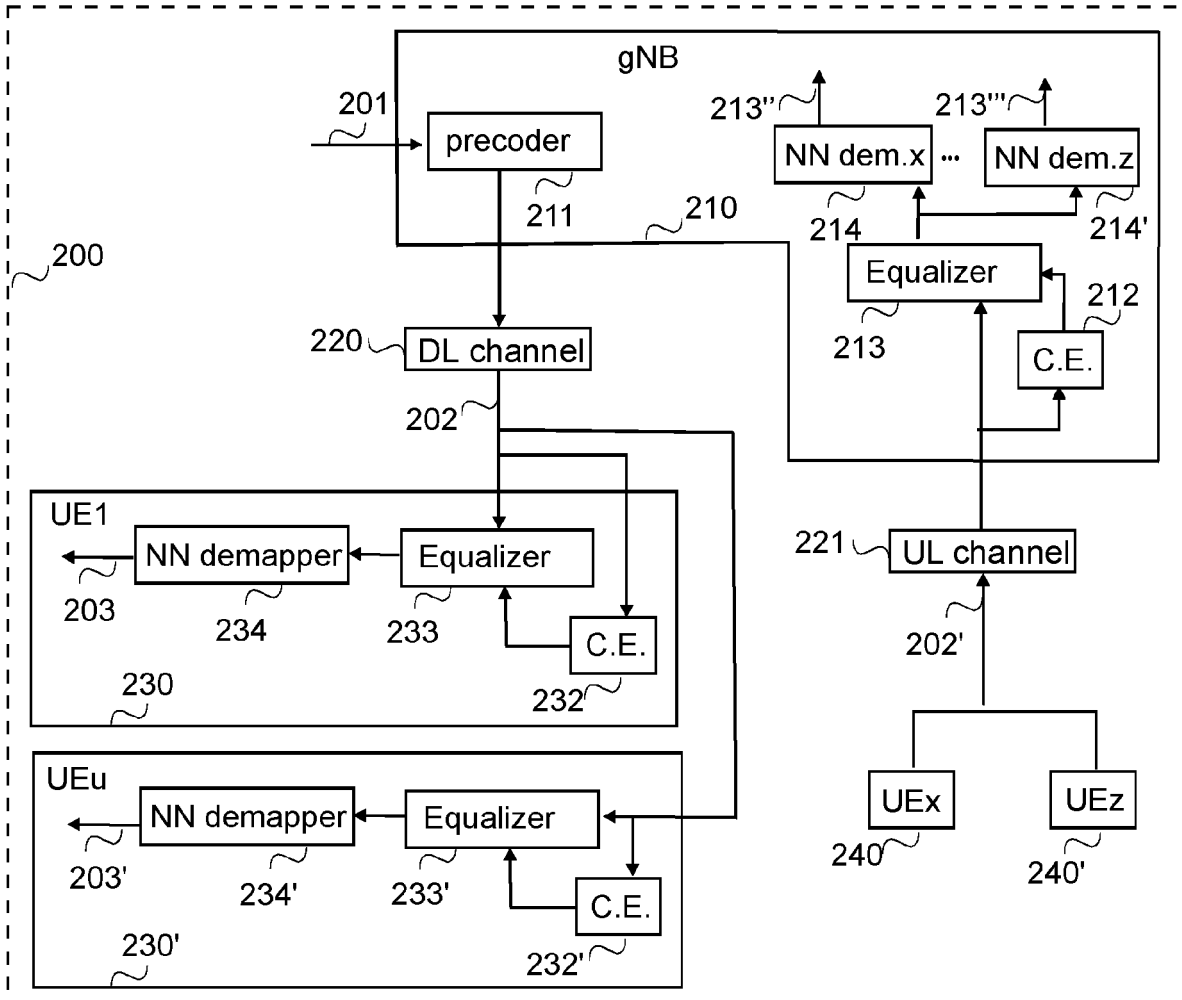 gNB
201
213''
213'''
precoder
NN dem.x
...
NN dem.z
211
210
214
214'
200
Equalizer
212
220
DL channel
213
C.E.
202
UE1
NN demapper
Equalizer
221
UL channel
203
234
233
C.E.
202'
230
232
UEu
NN demapper
Equalizer
UEx
UEz
203'
234'
233'
C.E.
240
240'
230'
232'